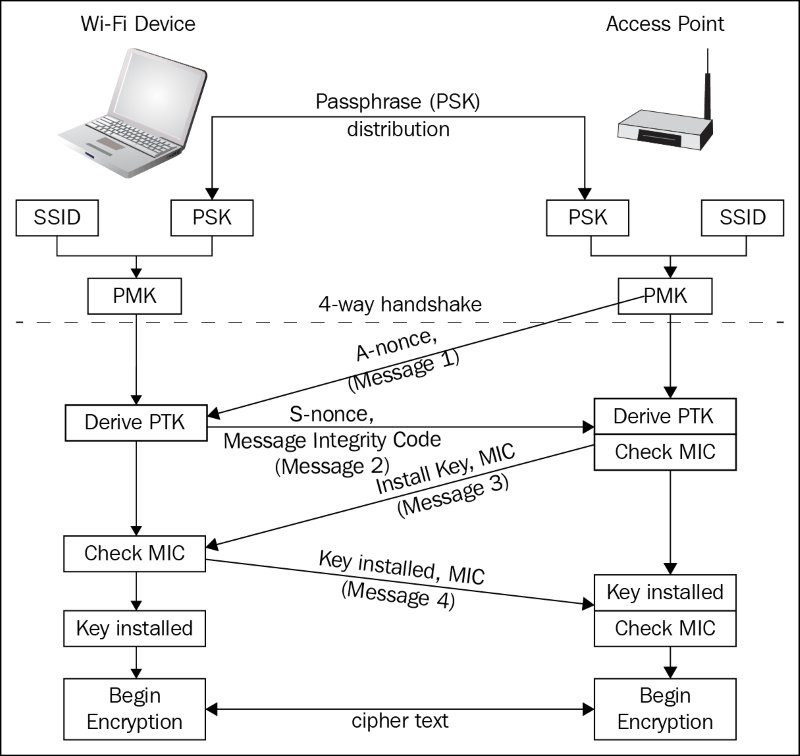 Wi-Fi Device
Access Point
Passphrase (PSK)
distribution
SSID
PSK
PSK
SSID
PMK
4-way handshake
PMK
A-nonce,
(Message 1)
Derive PTK
S-nonce,
Message Integrity Code
(Message 2)
Derive PTK
Check MIC
Install Key, MIC
(Message 3)
Check MIC
Key installed, MIC
(Message 4)
Key installed
Check MIC
Key installed
Begin
Encryption
cipher text
Begin
Encryption